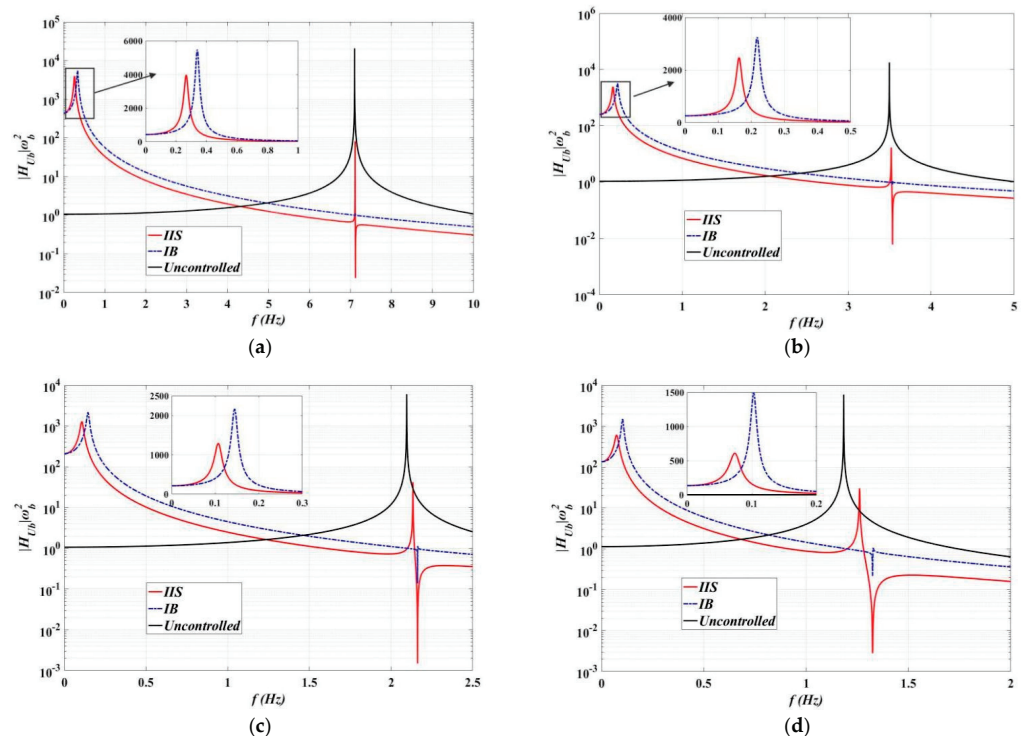 10^5
10^4
10^3
10^2
10^1
10^0
10^-1
10^-2
|H_Ub|ω_b^2
6000
4000
2000
0
0 0.2 0.4 0.6 0.8 1
IIS
IB
Uncontrolled
0 1 2 3 4 5 6 7 8 9 10
f (Hz)
(a)
10^6
10^4
10^2
10^0
10^-2
10^-4
|H_Ub|ω_b^2
4000
2000
0
0.0 0.1 0.2 0.3 0.4 0.5
IIS
IB
Uncontrolled
0 1 2 3 4 5
f (Hz)
(b)
10^4
10^3
10^2
10^1
10^0
10^-1
10^-2
10^-3
|H_Ub|ω_b^2
2500
2000
1000
0
0 0.1 0.2 0.3
IIS
IB
Uncontrolled
0 0.5 1 1.5 2 2.5
f (Hz)
(c)
10^4
10^3
10^2
10^1
10^0
10^-1
10^-2
10^-3
|H_Ub|ω_b^2
1500
1000
500
0
0 0.1 0.2
IIS
IB
Uncontrolled
0 0.5 1 1.5 2
f (Hz)
(d)